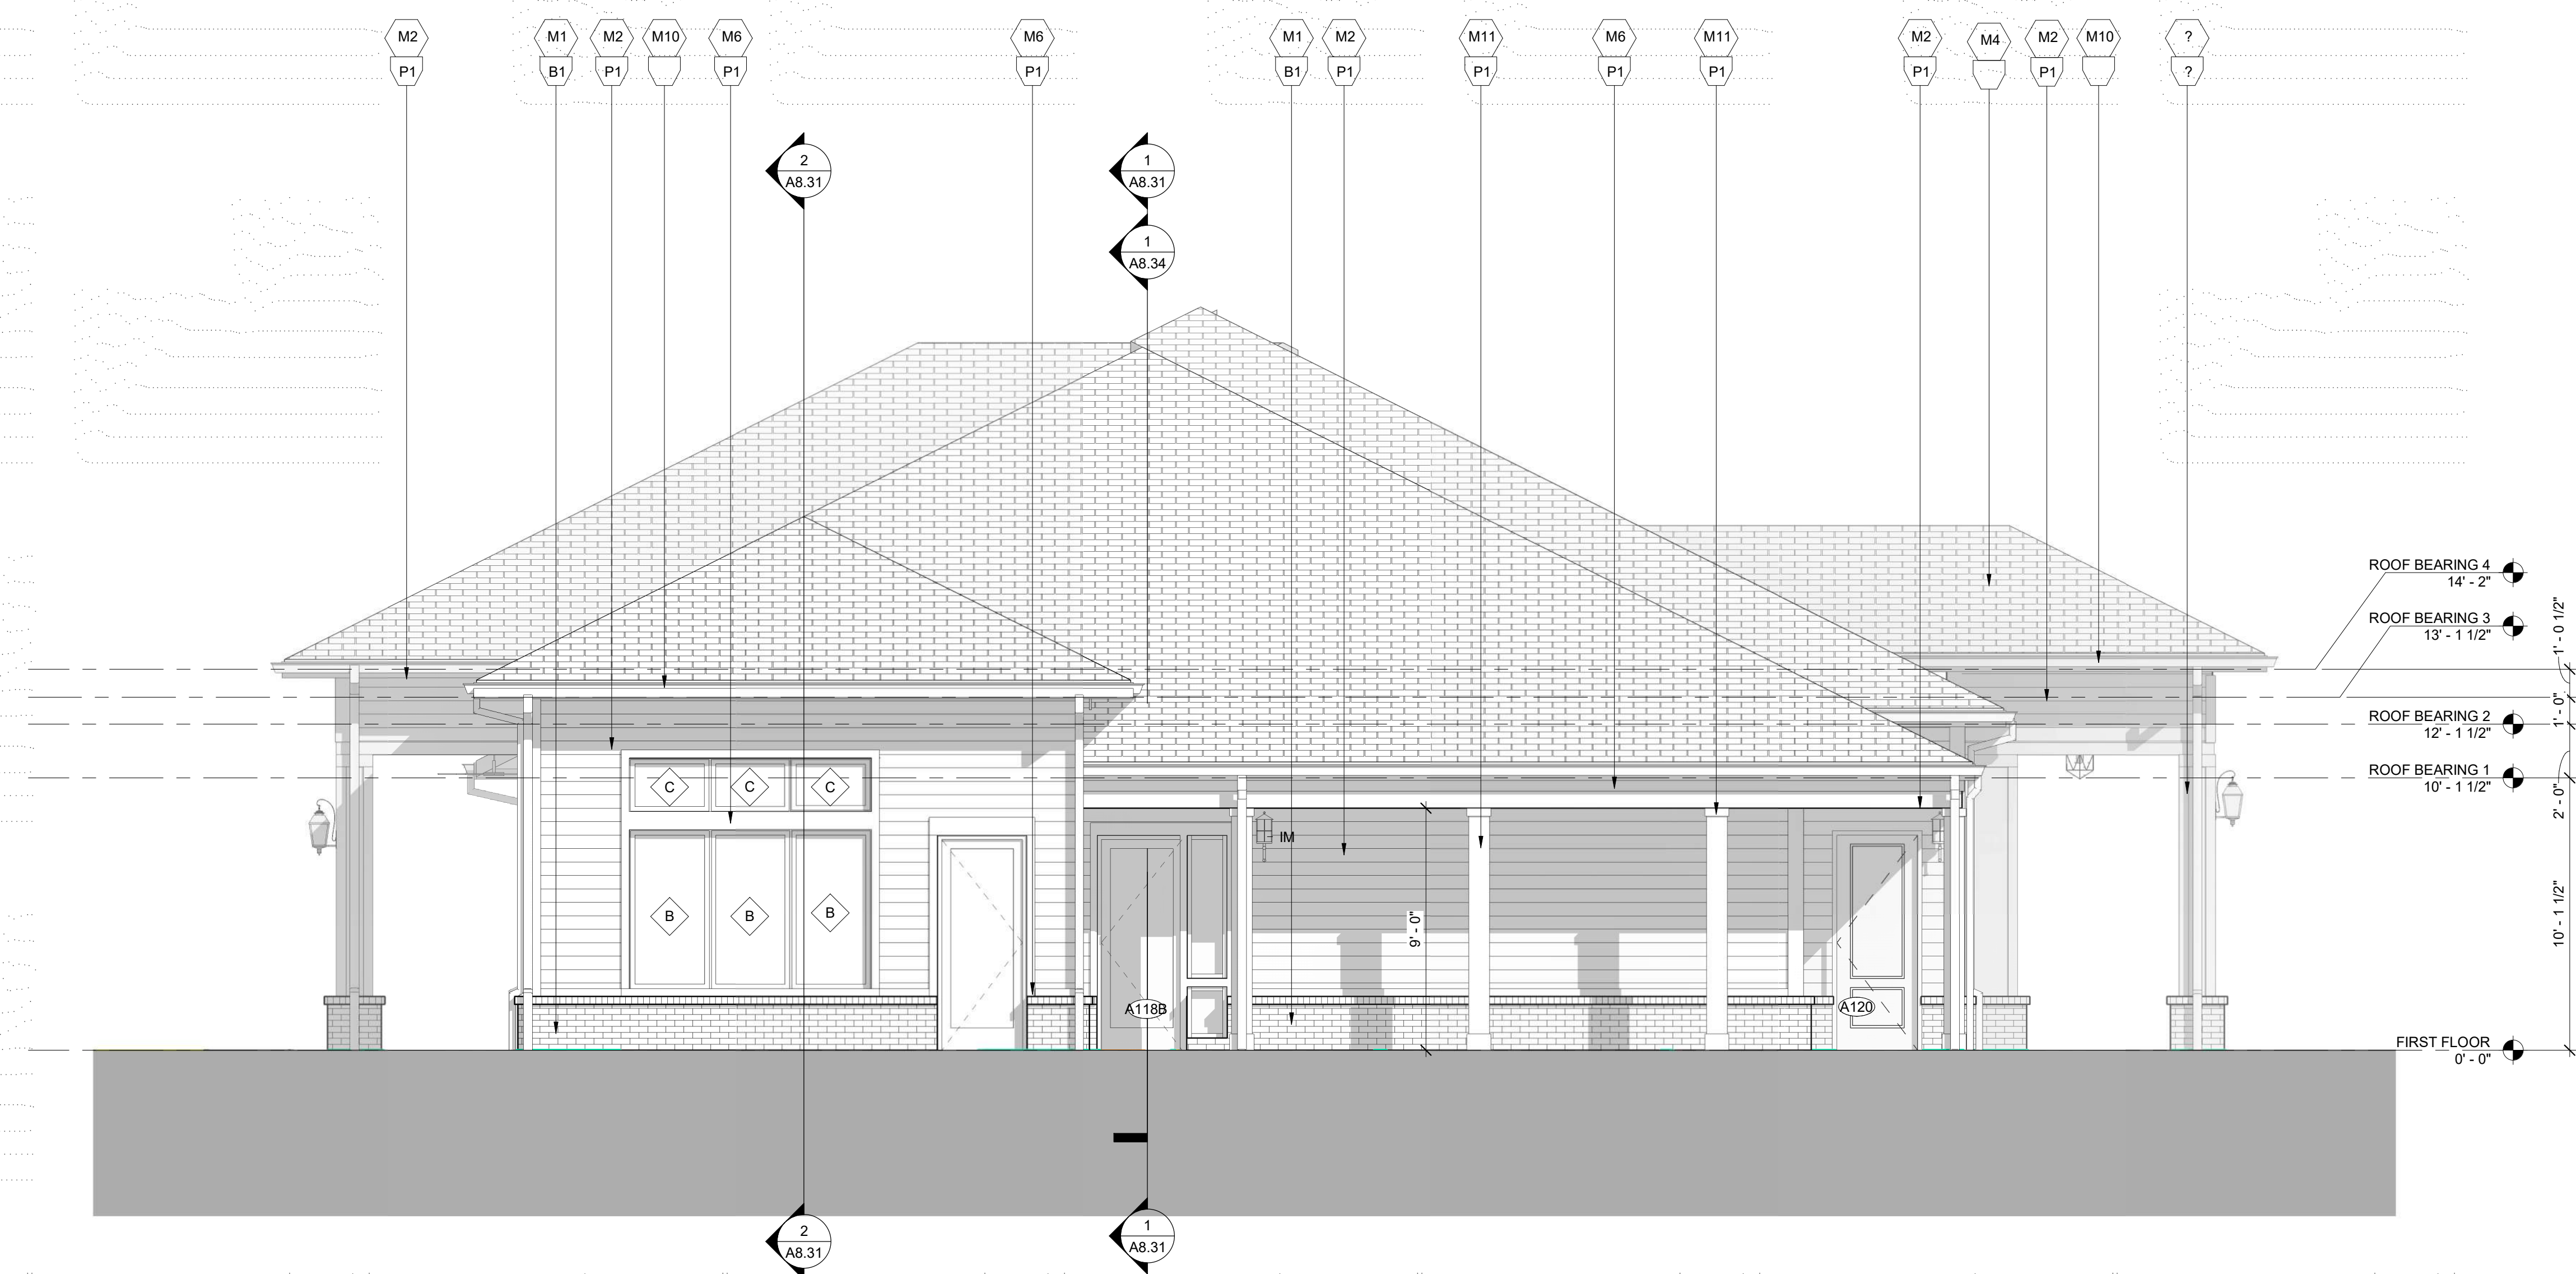 M2 M1 M2 M10 M6 M6 M1 M2 M11 M6 M11 M2 M4 M2 M10 ?
P1 B1 P1 P1 P1 B1 P1 P1 P1 P1 P1 P1 ?
2 1
A8.31 A8.31
1
A8.34
ROOF BEARING 4
14' - 2"
1' - 0 1/2"
ROOF BEARING 3
13' - 1 1/2"
1' - 0"
ROOF BEARING 2
12' - 1 1/2"
ROOF BEARING 1
10' - 1 1/2"
2' - 0"
C C C
IM
B B B
9' - 0"
10' - 1 1/2"
A118B
A120
FIRST FLOOR
0' - 0"
2 1
A8.31 A8.31